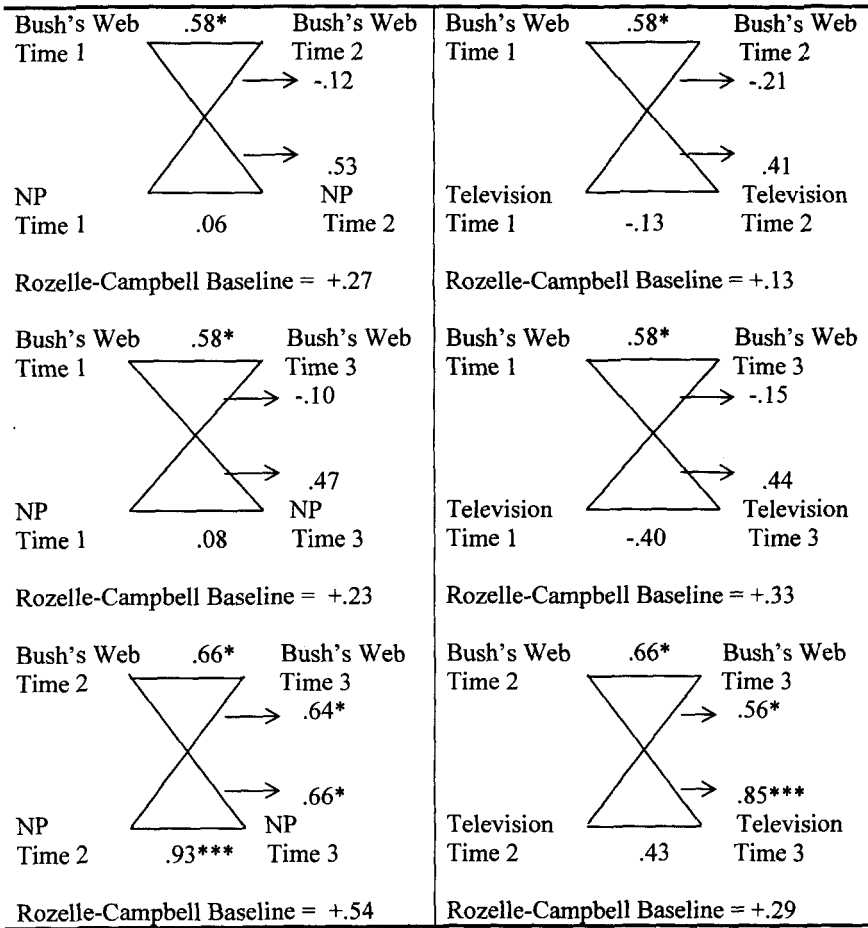 Bush's Web .58* Bush's Web
Time 1 Time 2
-.12
.53
NP NP
Time 1 .06 Time 2
Rozelle-Campbell Baseline = +.27
Bush's Web .58* Bush's Web
Time 1 Time 2
-.21
.41
Television Television
Time 1 -.13 Time 2
Rozelle-Campbell Baseline = +.13
Bush's Web .58* Bush's Web
Time 1 Time 3
-.10
.47
NP NP
Time 1 .08 Time 3
Rozelle-Campbell Baseline = +.23
Bush's Web .58* Bush's Web
Time 1 Time 3
-.15
.44
Television Television
Time 1 -.40 Time 3
Rozelle-Campbell Baseline = +.33
Bush's Web .66* Bush's Web
Time 2 Time 3
.64*
.66*
NP NP
Time 2 .93*** Time 3
Rozelle-Campbell Baseline = +.54
Bush's Web .66* Bush's Web
Time 2 Time 3
.56*
.85***
Television Television
Time 2 .43 Time 3
Rozelle-Campbell Baseline = +.29